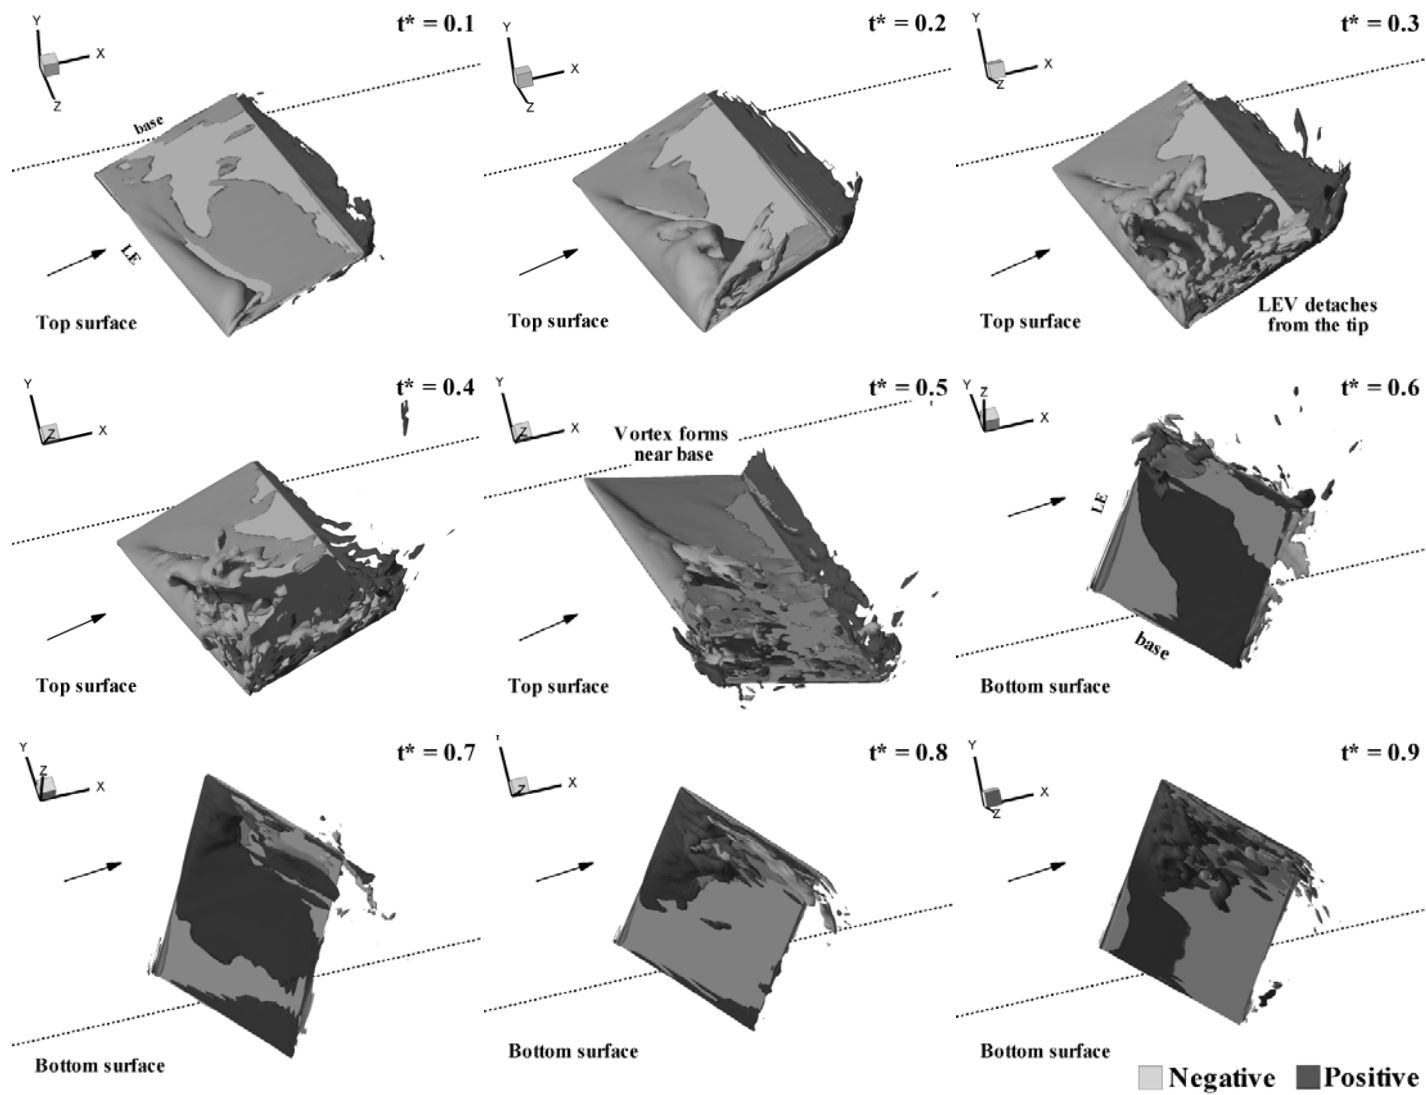 t* = 0.1
Y
X
Z
base
LE
Top surface
t* = 0.2
Y
X
Z
Top surface
t* = 0.3
Y
X
Z
Top surface
LEV detaches
from the tip
t* = 0.4
Y
X
Z
Top surface
t* = 0.5
Y
X
Z
Vortex forms
near base
Top surface
t* = 0.6
Y
Z
X
LE
base
Bottom surface
t* = 0.7
Y
Z
X
Bottom surface
t* = 0.8
X
Z
Bottom surface
t* = 0.9
Y
X
Z
Bottom surface
Negative
Positive